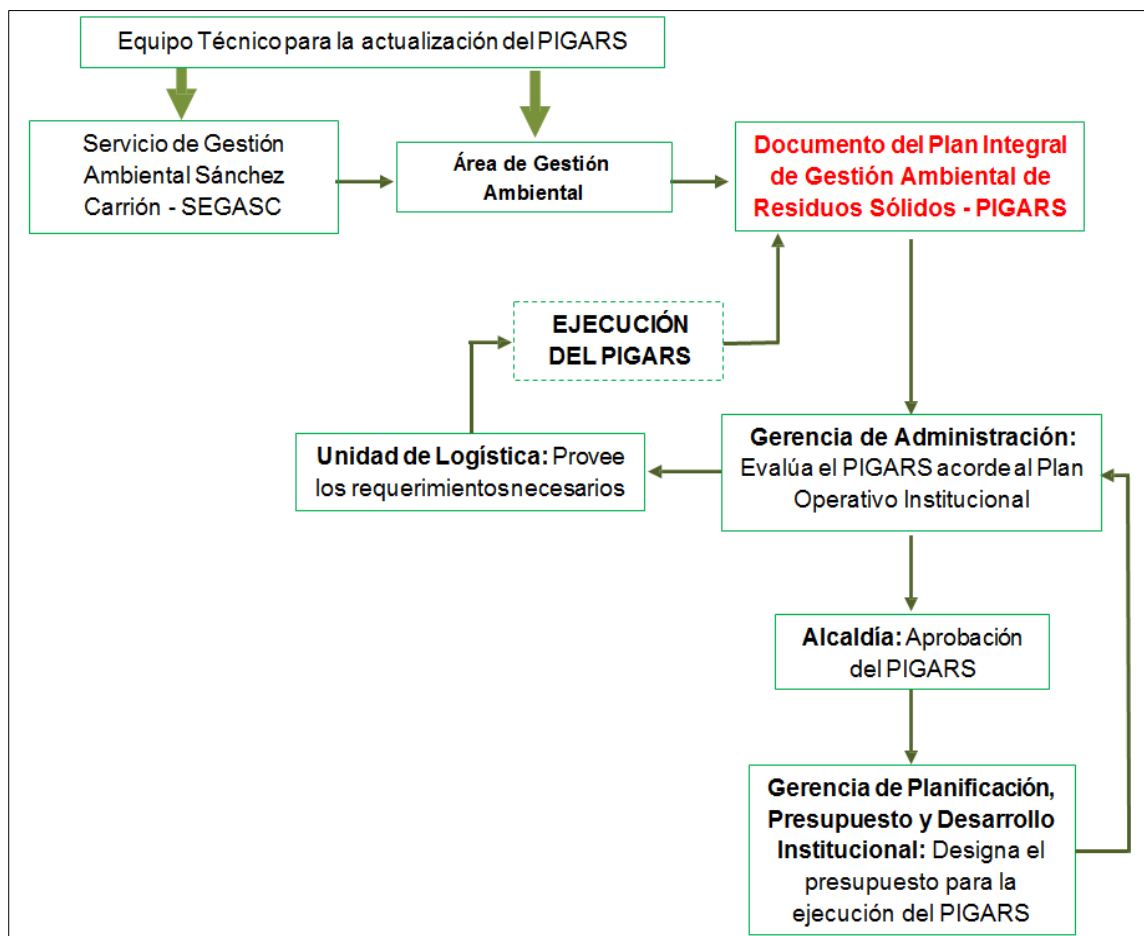 Equipo Técnico para la actualización del PIGARS
Servicio de Gestión
Ambiental Sánchez
Carrión - SEGASC
Área de Gestión
Ambiental
Documento del Plan Integral
de Gestión Ambiental de
Residuos Sólidos - PIGARS
EJECUCIÓN
DEL PIGARS
Unidad de Logística: Provee
los requerimientos necesarios
Gerencia de Administración:
Evalúa el PIGARS acorde al Plan
Operativo Institucional
Alcaldía: Aprobación
del PIGARS
Gerencia de Planificación,
Presupuesto y Desarrollo
Institucional: Designa el
presupuesto para la
ejecución del PIGARS